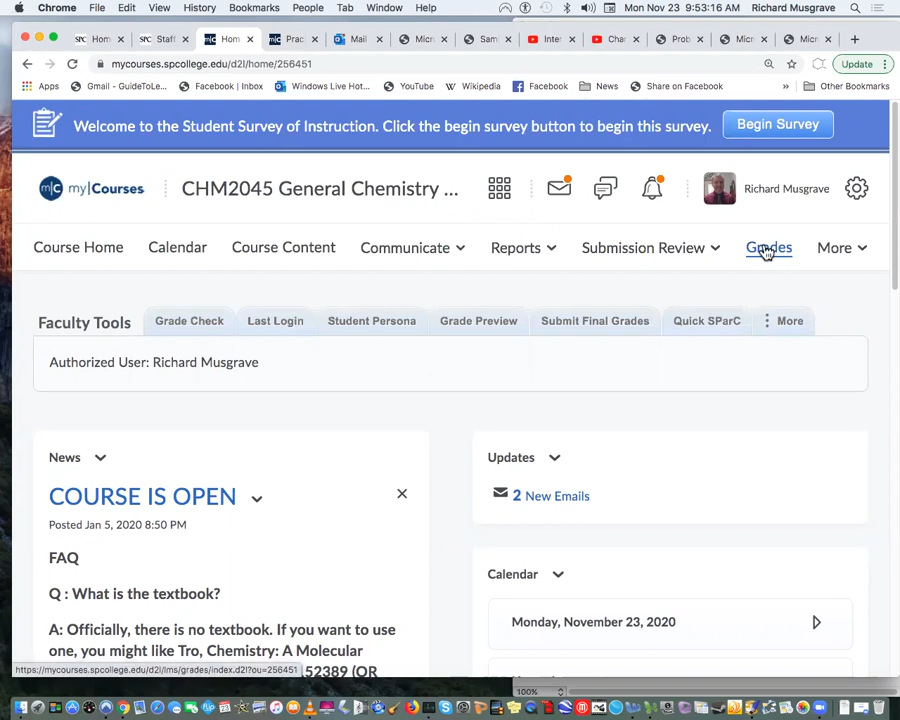 Chrome File Edit View History Bookmarks People Tab Window Help Mon Nov 23 9:53:16 AM Richard Musgrave
SPC Hom SPC Staff mc Hom mc Prac Mail Micr Sam Inter Char Prob Micr Micr
mycourses.spcollege.edu/d2l/home/256451 Update
Apps Gmail - GuideToLe... Facebook | Inbox Windows Live Hot... YouTube Wikipedia Facebook News Share on Facebook » Other Bookmarks
Welcome to the Student Survey of Instruction. Click the begin survey button to begin this survey. Begin Survey
mc my|Courses CHM2045 General Chemistry ... Richard Musgrave
Course Home Calendar Course Content Communicate Reports Submission Review Grades More
Faculty Tools Grade Check Last Login Student Persona Grade Preview Submit Final Grades Quick SParC More
Authorized User: Richard Musgrave
News
Updates
COURSE IS OPEN
2 New Emails
Posted Jan 5, 2020 8:50 PM
FAQ
Calendar
Q : What is the textbook?
Monday, November 23, 2020
A: Officially, there is no textbook. If you want to use
one, you might like Tro, Chemistry: A Molecular
52389 (OR
https://mycourses.spcollege.edu/d2l/lms/grades/index.d2l?ou=256451
100%